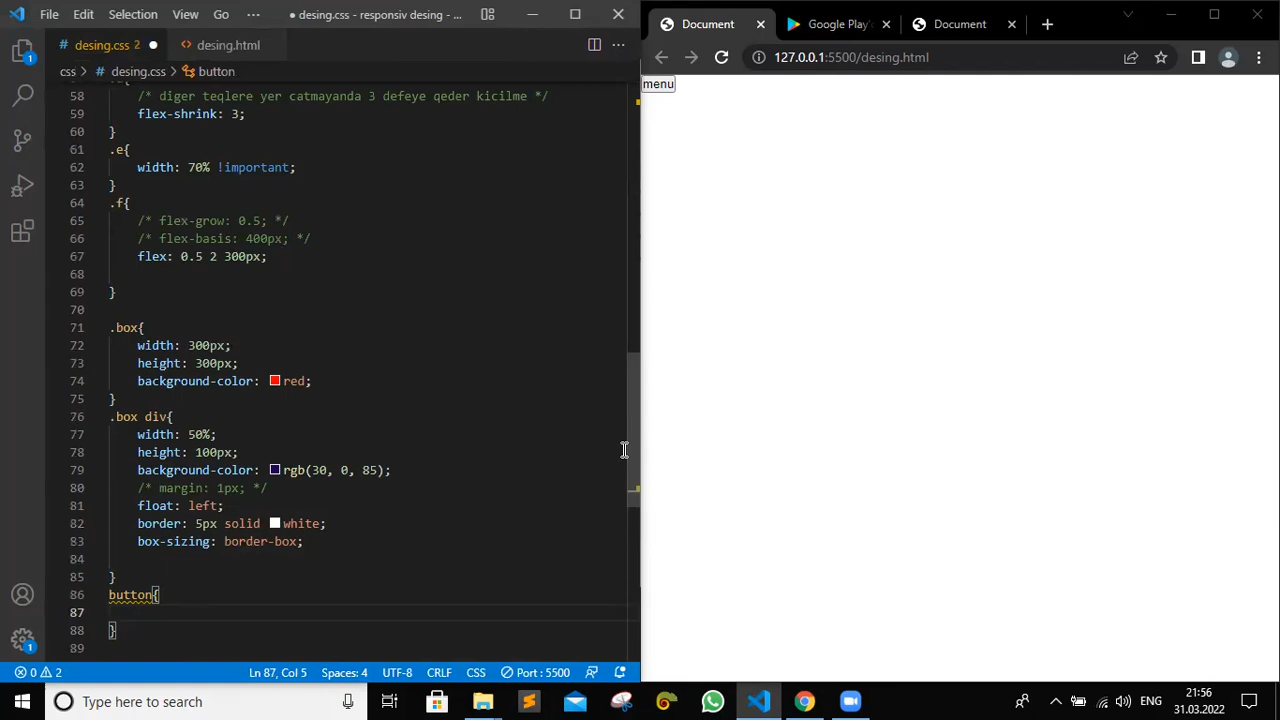 File Edit Selection View Go ··· ● desing.css - responsiv desing - ...
# desing.css 2 ● <> desing.html ···
css > # desing.css > button
58 /* diger teqlere yer catmayanda 3 defeye qeder kicilme */
59 flex-shrink: 3;
60 }
61 .e{
62 width: 70% !important;
63 }
64 .f{
65 /* flex-grow: 0.5; */
66 /* flex-basis: 400px; */
67 flex: 0.5 2 300px;
68
69 }
70
71 .box{
72 width: 300px;
73 height: 300px;
74 background-color: red;
75 }
76 .box div{
77 width: 50%;
78 height: 100px;
79 background-color: rgb(30, 0, 85);
80 /* margin: 1px; */
81 float: left;
82 border: 5px solid white;
83 box-sizing: border-box;
84
85 }
86 button{
87
88 }
89
1
1
0 2 Ln 87, Col 5 Spaces: 4 UTF-8 CRLF CSS Port : 5500
Document Google Play' Document
127.0.0.1:5500/desing.html
menu
Type here to search
ENG
21:56
31.03.2022